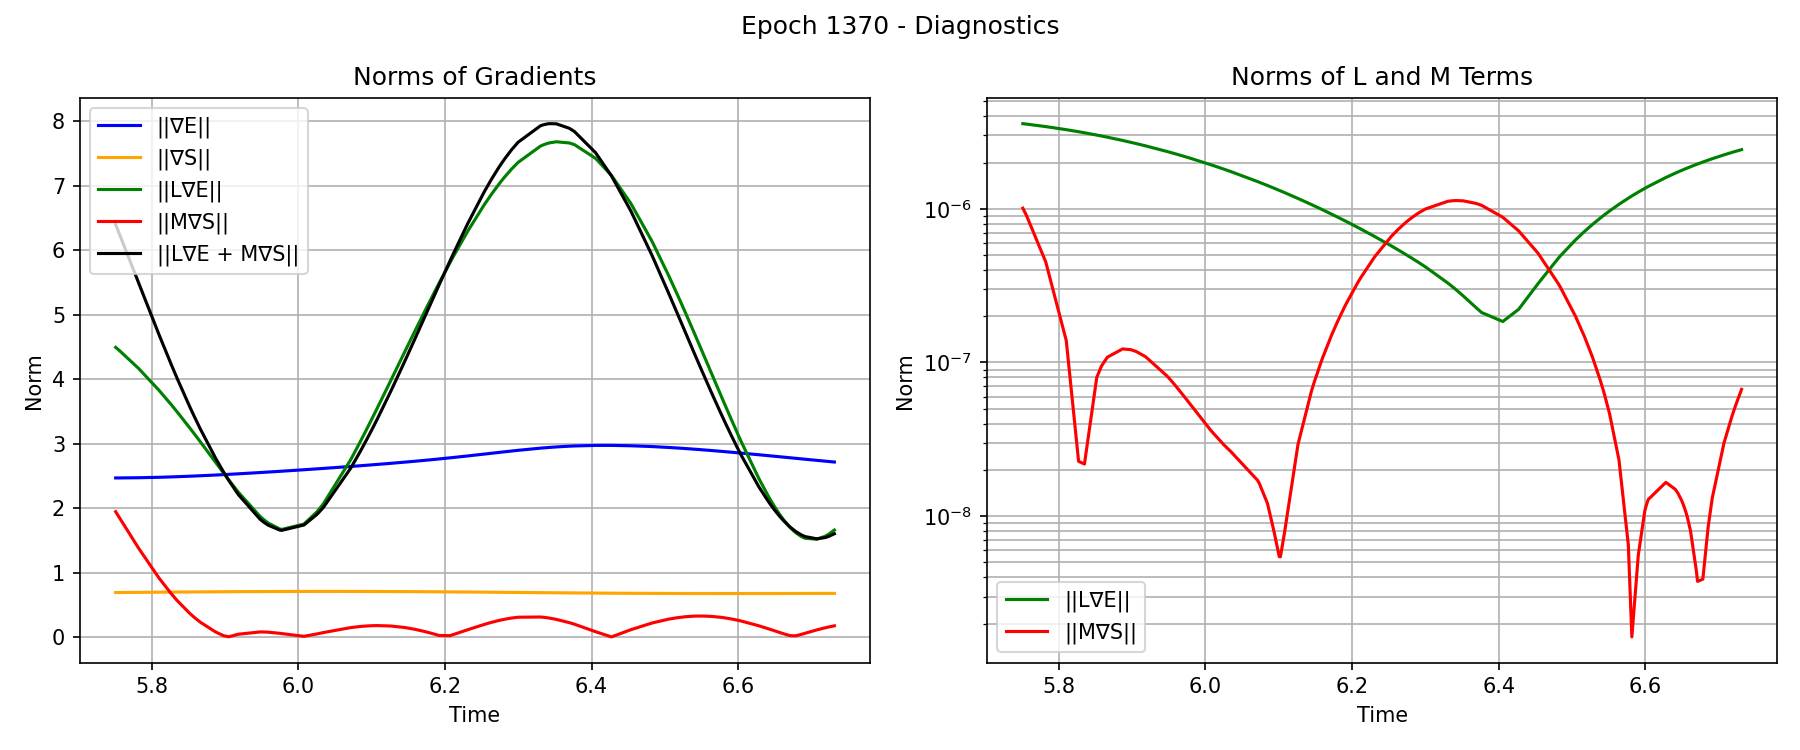 Epoch 1370 - Diagnostics
Norms of Gradients
Norm
8
7
6
5
4
3
2
1
0
||∇E||
||∇S||
||L∇E||
||M∇S||
||L∇E + M∇S||
5.8 6.0 6.2 6.4 6.6
Time
Norms of L and M Terms
Norm
10⁻⁶
10⁻⁷
10⁻⁸
||L∇E||
||M∇S||
5.8 6.0 6.2 6.4 6.6
Time